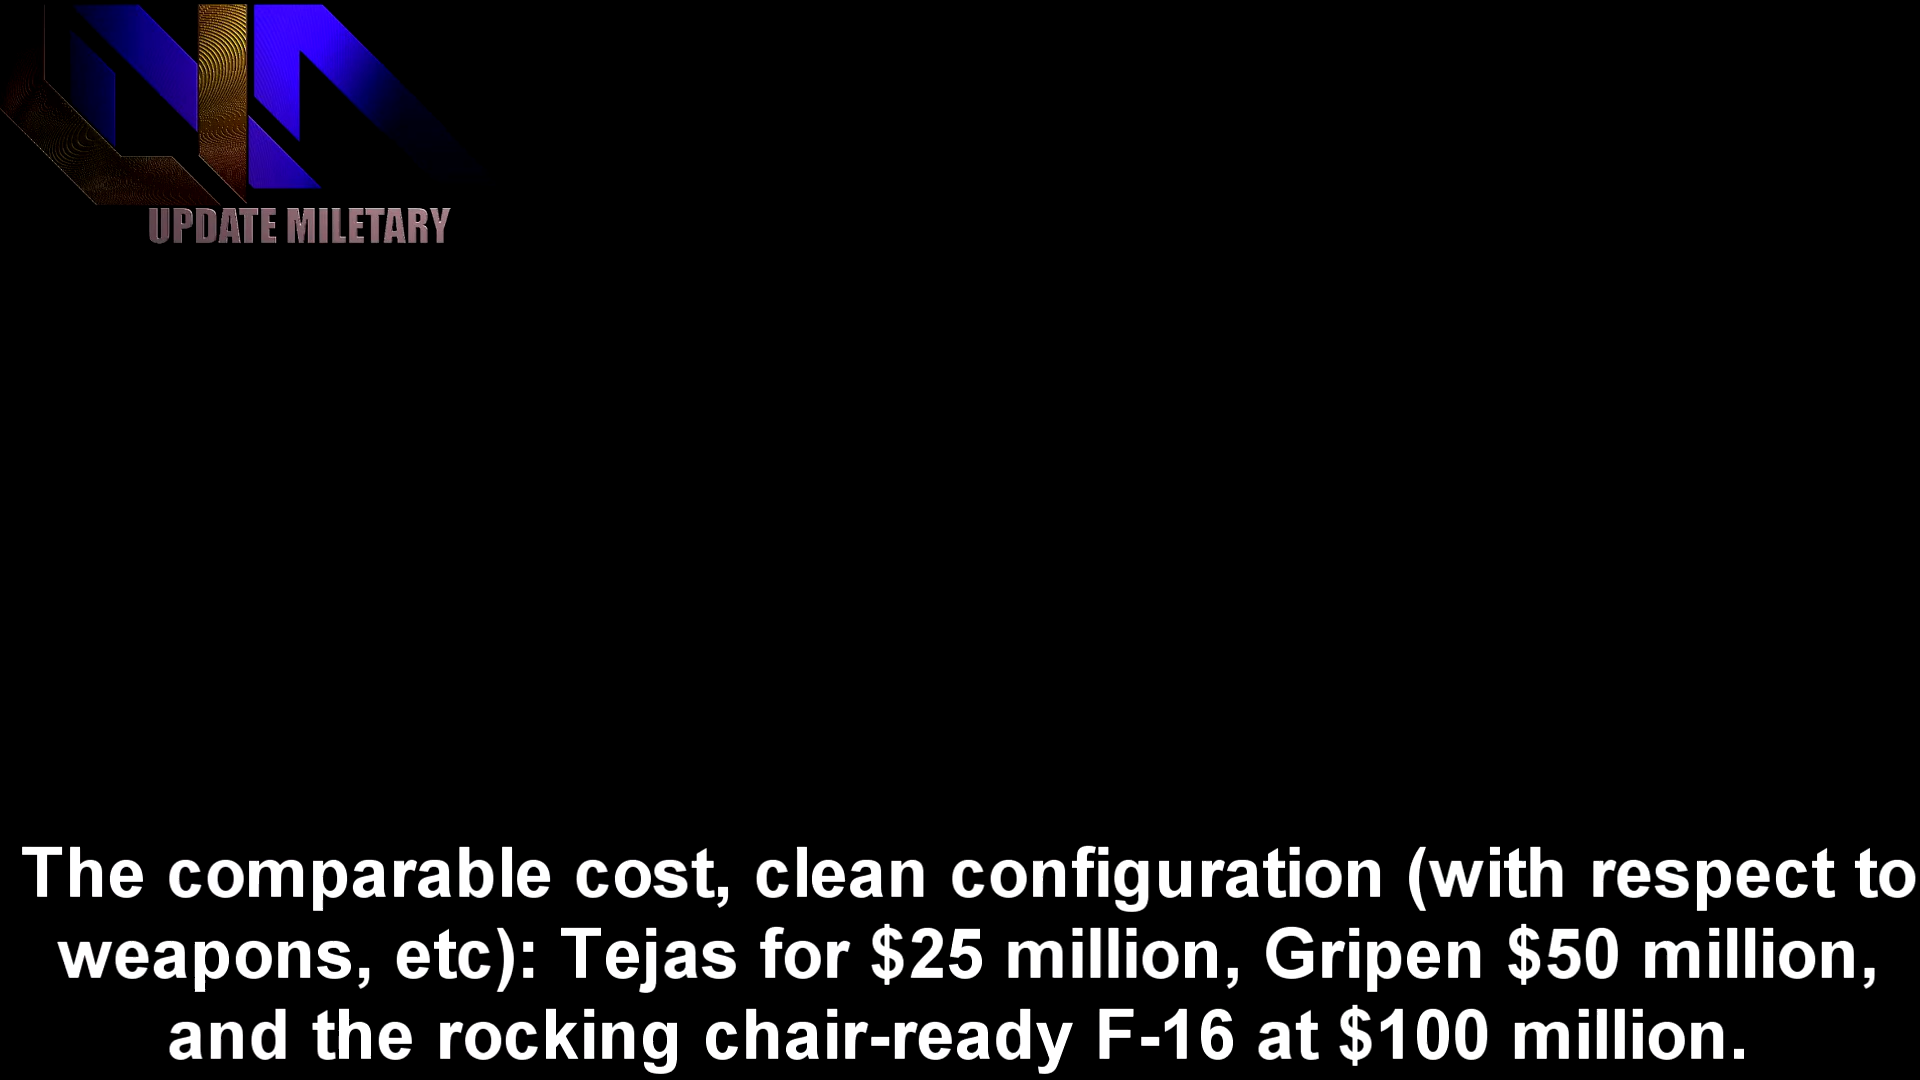 UPDATE MILETARY
The comparable cost, clean configuration (with respect to
weapons, etc): Tejas for $25 million, Gripen $50 million,
and the rocking chair-ready F-16 at $100 million.